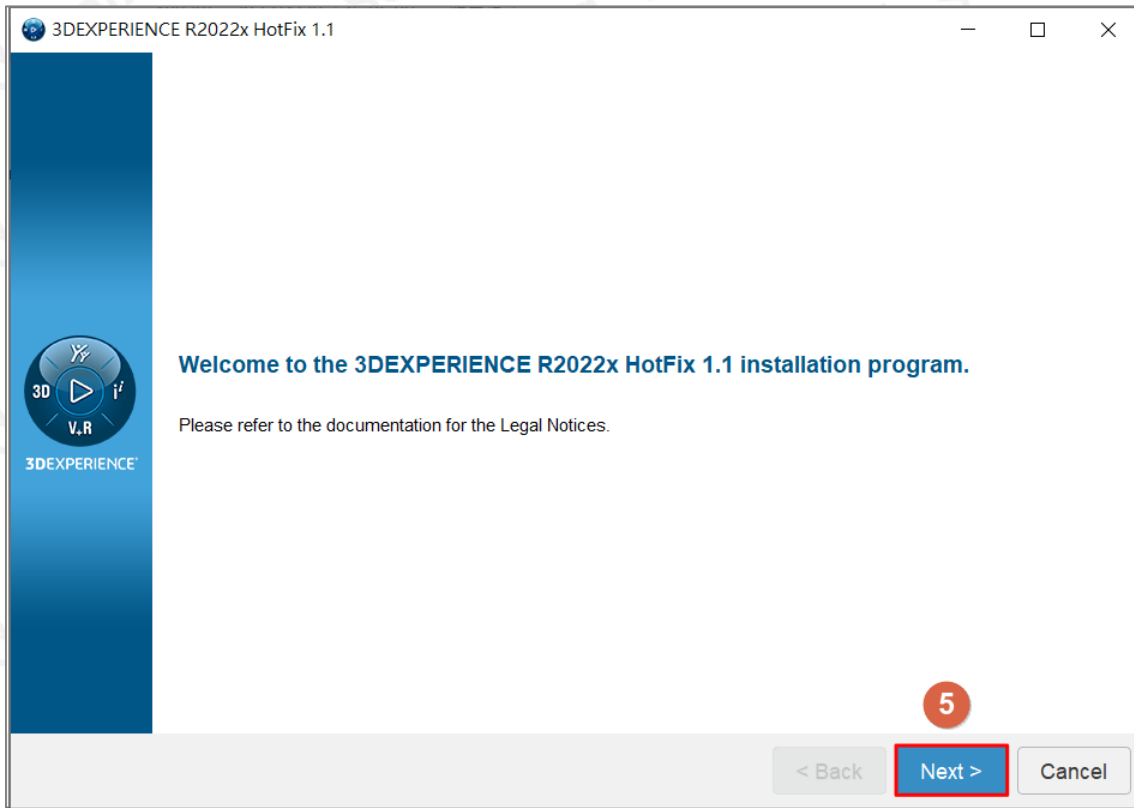 3DEXPERIENCE R2022x HotFix 1.1
3D
i
V+R
3DEXPERIENCE
Welcome to the 3DEXPERIENCE R2022x HotFix 1.1 installation program.
Please refer to the documentation for the Legal Notices.
5
< Back Next > Cancel